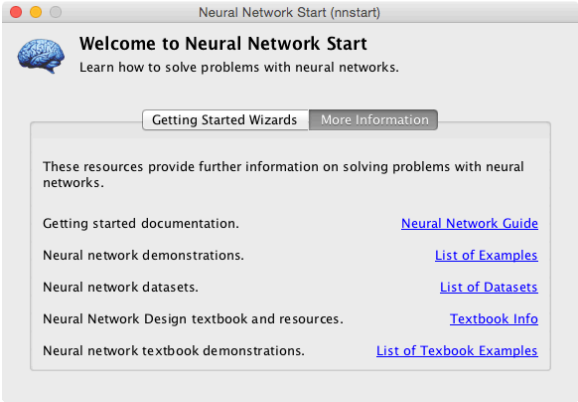 Neural Network Start (nnstart)
Welcome to Neural Network Start
Learn how to solve problems with neural networks.
Getting Started Wizards More Information
These resources provide further information on solving problems with neural
networks.
Getting started documentation. Neural Network Guide
Neural network demonstrations. List of Examples
Neural network datasets. List of Datasets
Neural Network Design textbook and resources. Textbook Info
Neural network textbook demonstrations. List of Texbook Examples